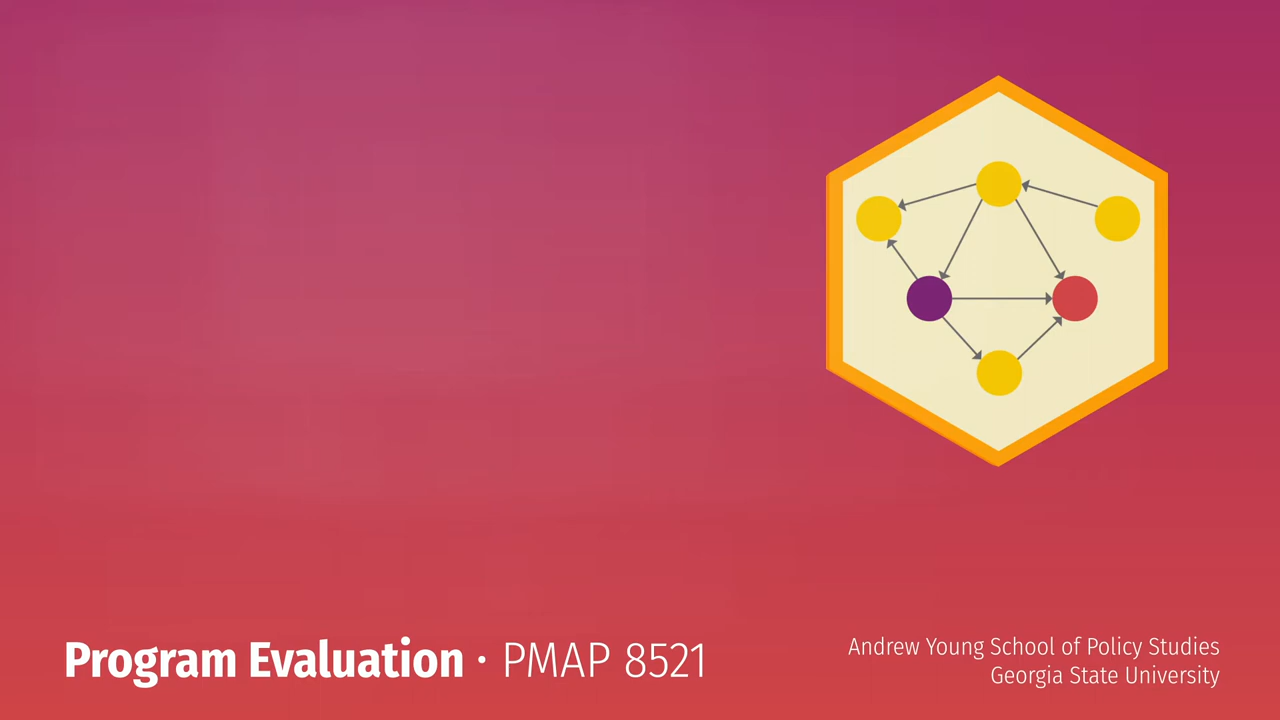 Program Evaluation · PMAP 8521
Andrew Young School of Policy Studies
Georgia State University